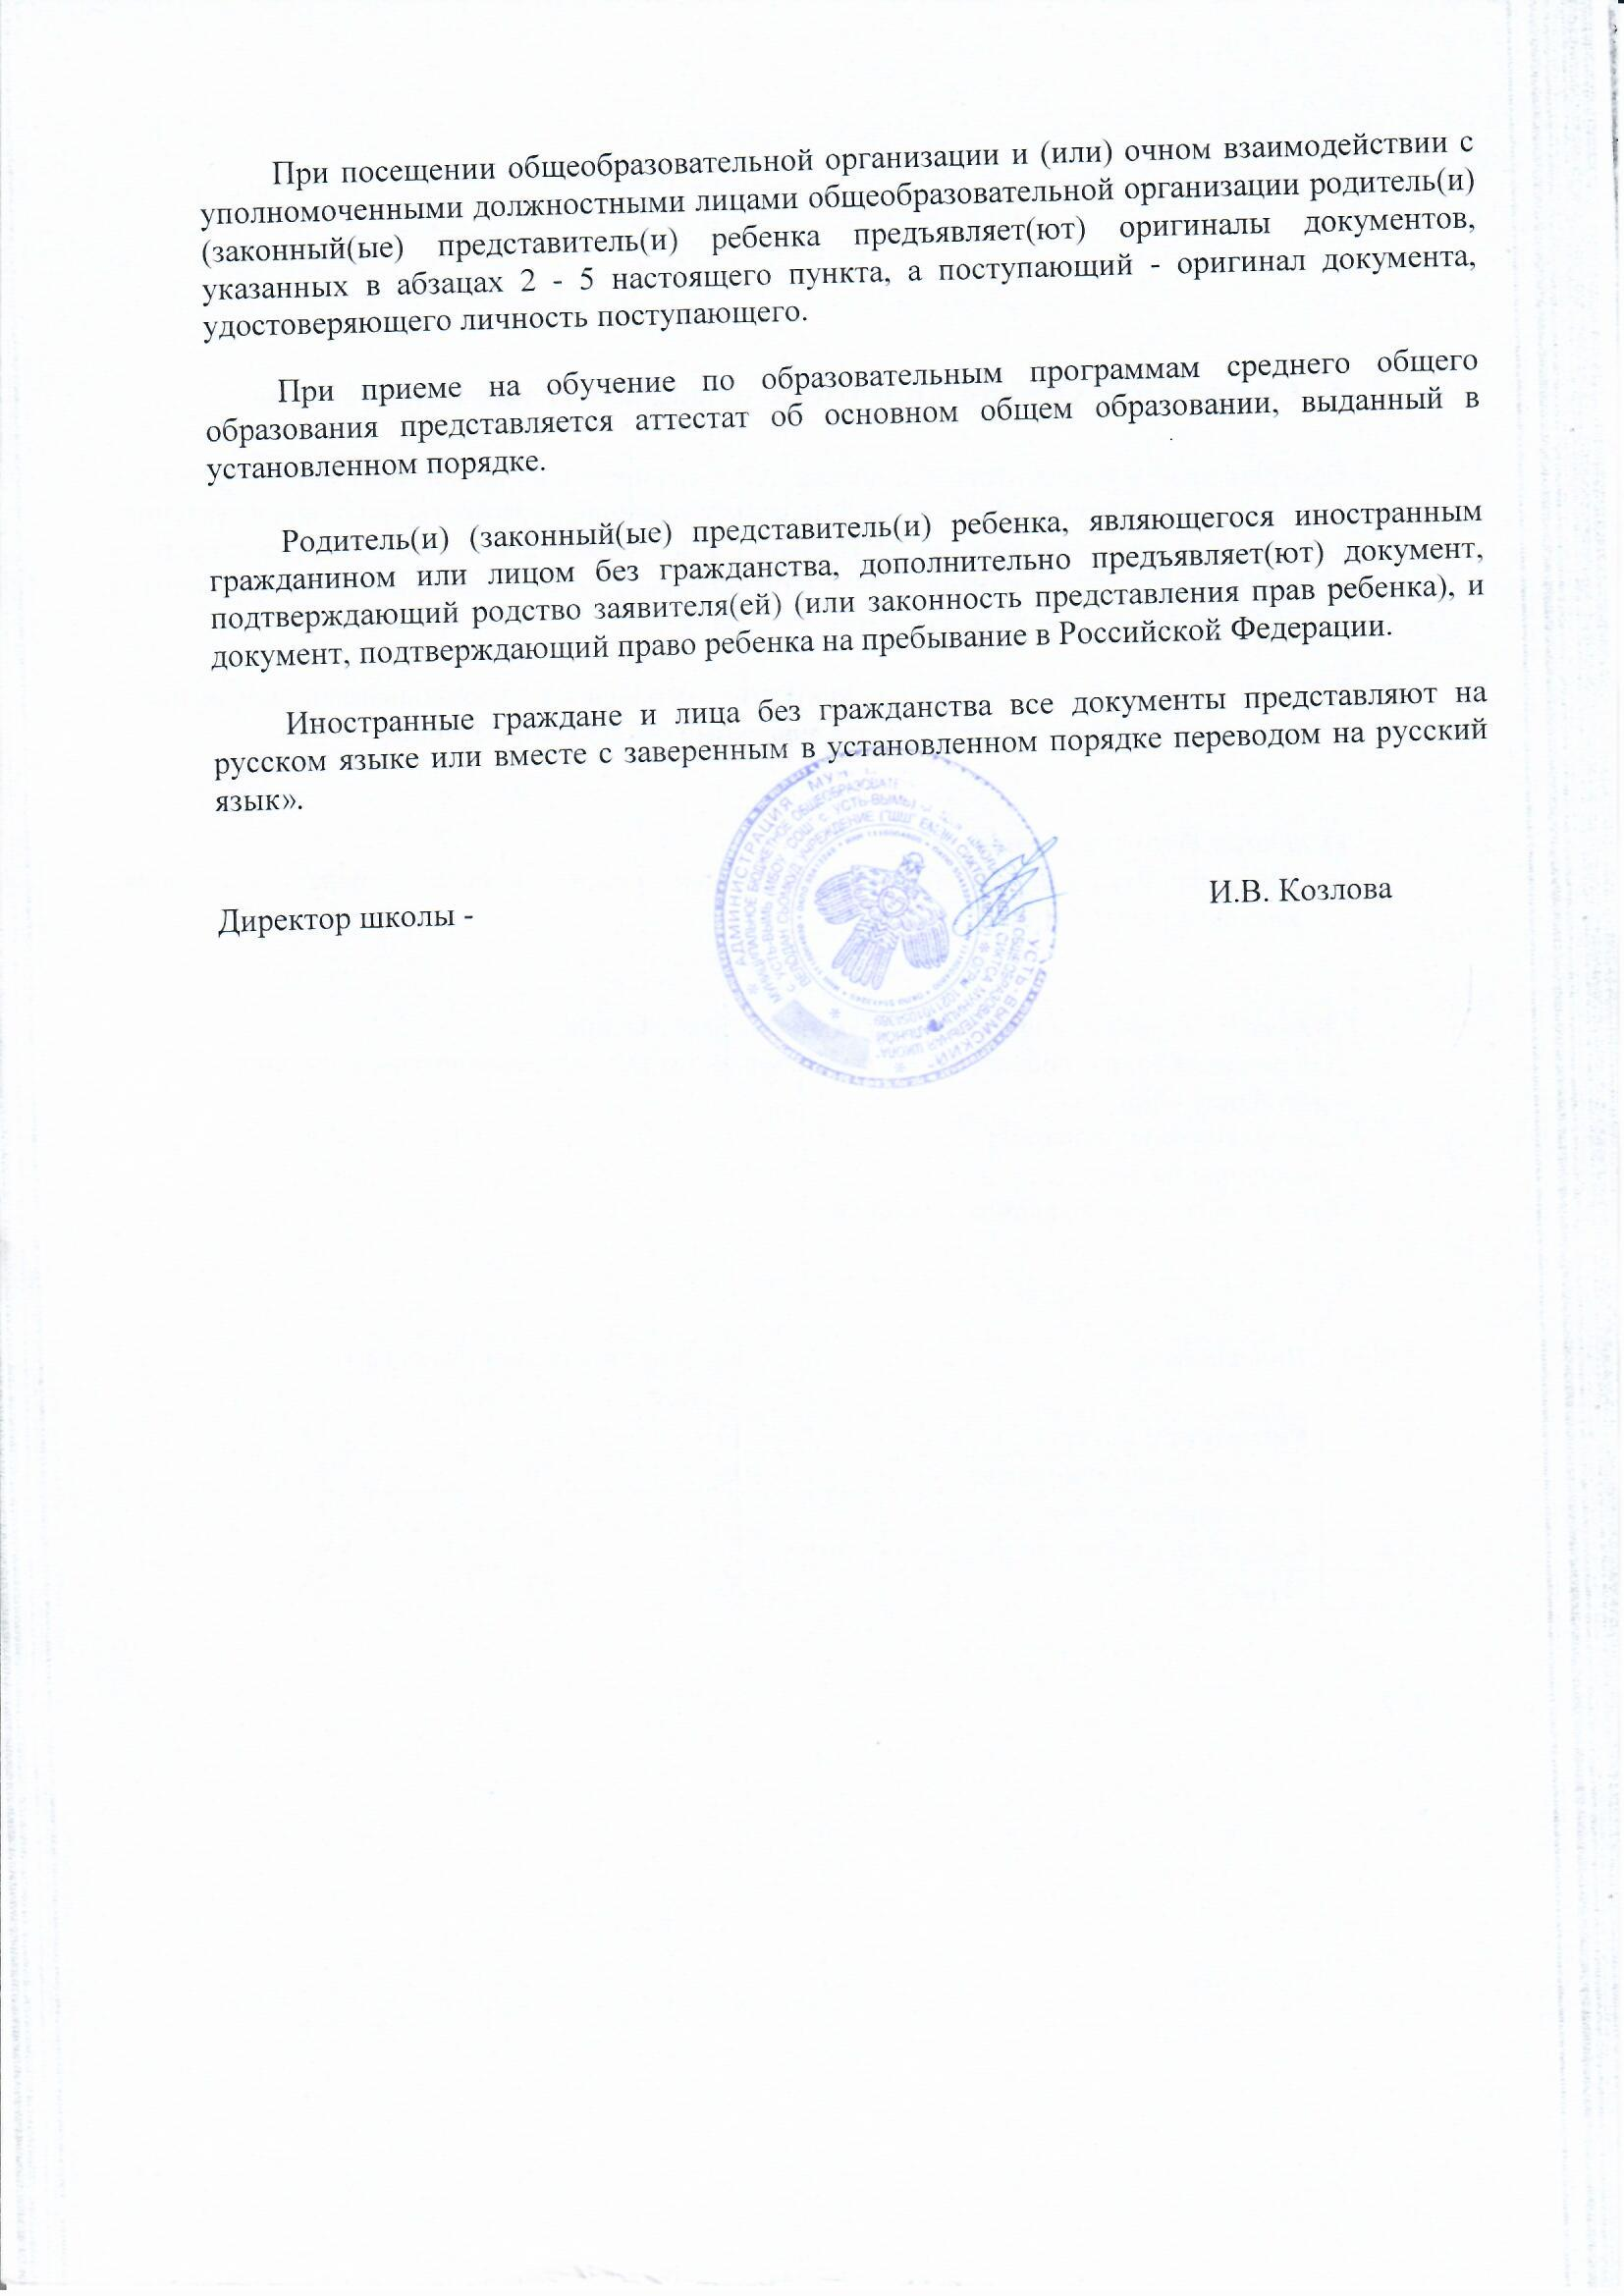 При посещении общеобразовательной организации и (или) очном взаимодействии с
уполномоченными должностными лицами общеобразовательной организации родитель(и)
(законный(ые) представитель(и) ребенка предъявляет(ют) оригиналы документов,
указанных в абзацах 2 - 5 настоящего пункта, а поступающий - оригинал документа,
удостоверяющего личность поступающего.
При приеме на обучение по образовательным программам среднего общего
образования представляется аттестат об основном общем образовании, выданный в
установленном порядке.
Родитель(и) (законный(ые) представитель(и) ребенка, являющегося иностранным
гражданином или лицом без гражданства, дополнительно предъявляет(ют) документ,
подтверждающий родство заявителя(ей) (или законность представления прав ребенка), и
документ, подтверждающий право ребенка на пребывание в Российской Федерации.
Иностранные граждане и лица без гражданства все документы представляют на
русском языке или вместе с заверенным в установленном порядке переводом на русский
язык».
Директор школы - И.В. Козлова
АДМИНИСТРАЦИЯ
УСТЬ-ВЫМСКИЙ